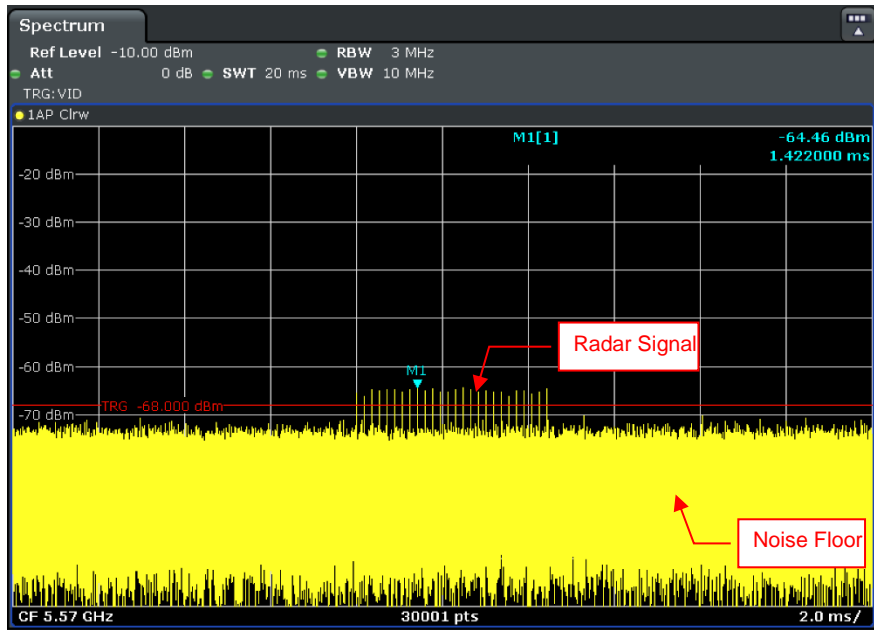 Spectrum
Ref Level -10.00 dBm RBW 3 MHz
Att 0 dB SWT 20 ms VBW 10 MHz
TRG:VID
1AP Clrw
M1[1] -64.46 dBm
1.422000 ms
-20 dBm
-30 dBm
-40 dBm
-50 dBm
Radar Signal
-60 dBm
M1
TRG -68.000 dBm
-70 dBm
Noise Floor
CF 5.57 GHz 30001 pts 2.0 ms/